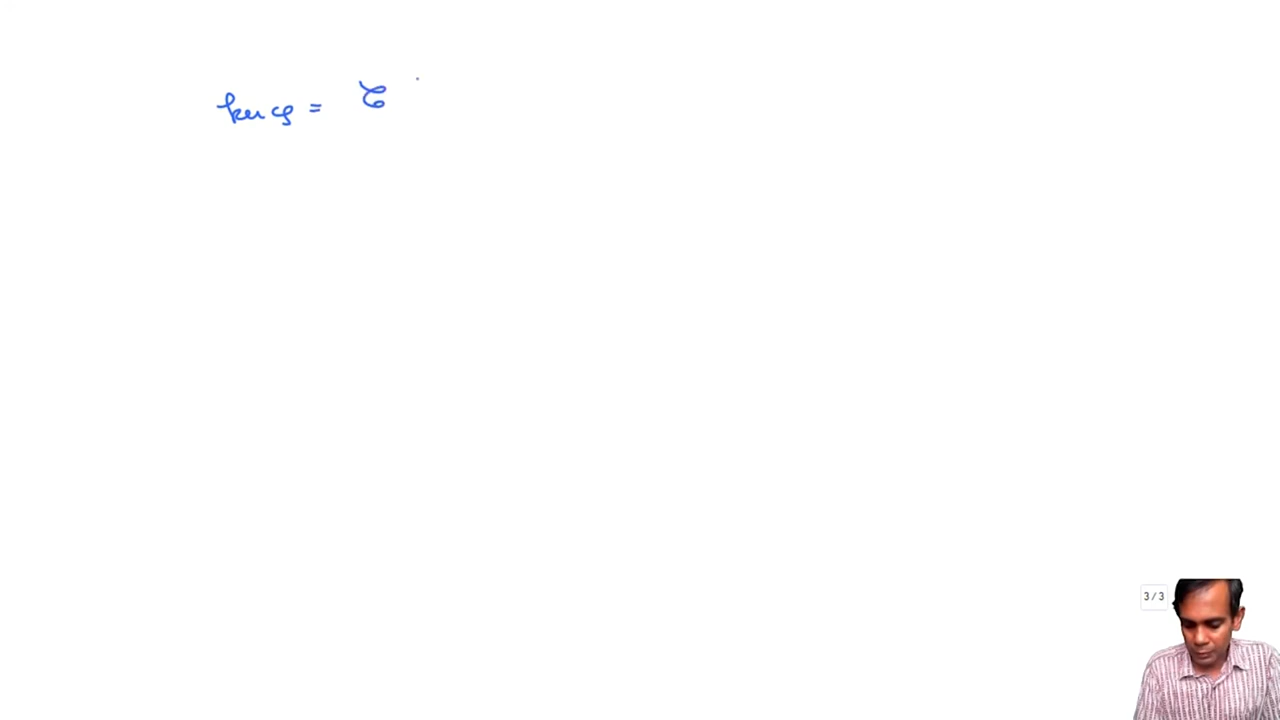 ker φ =
3 / 3